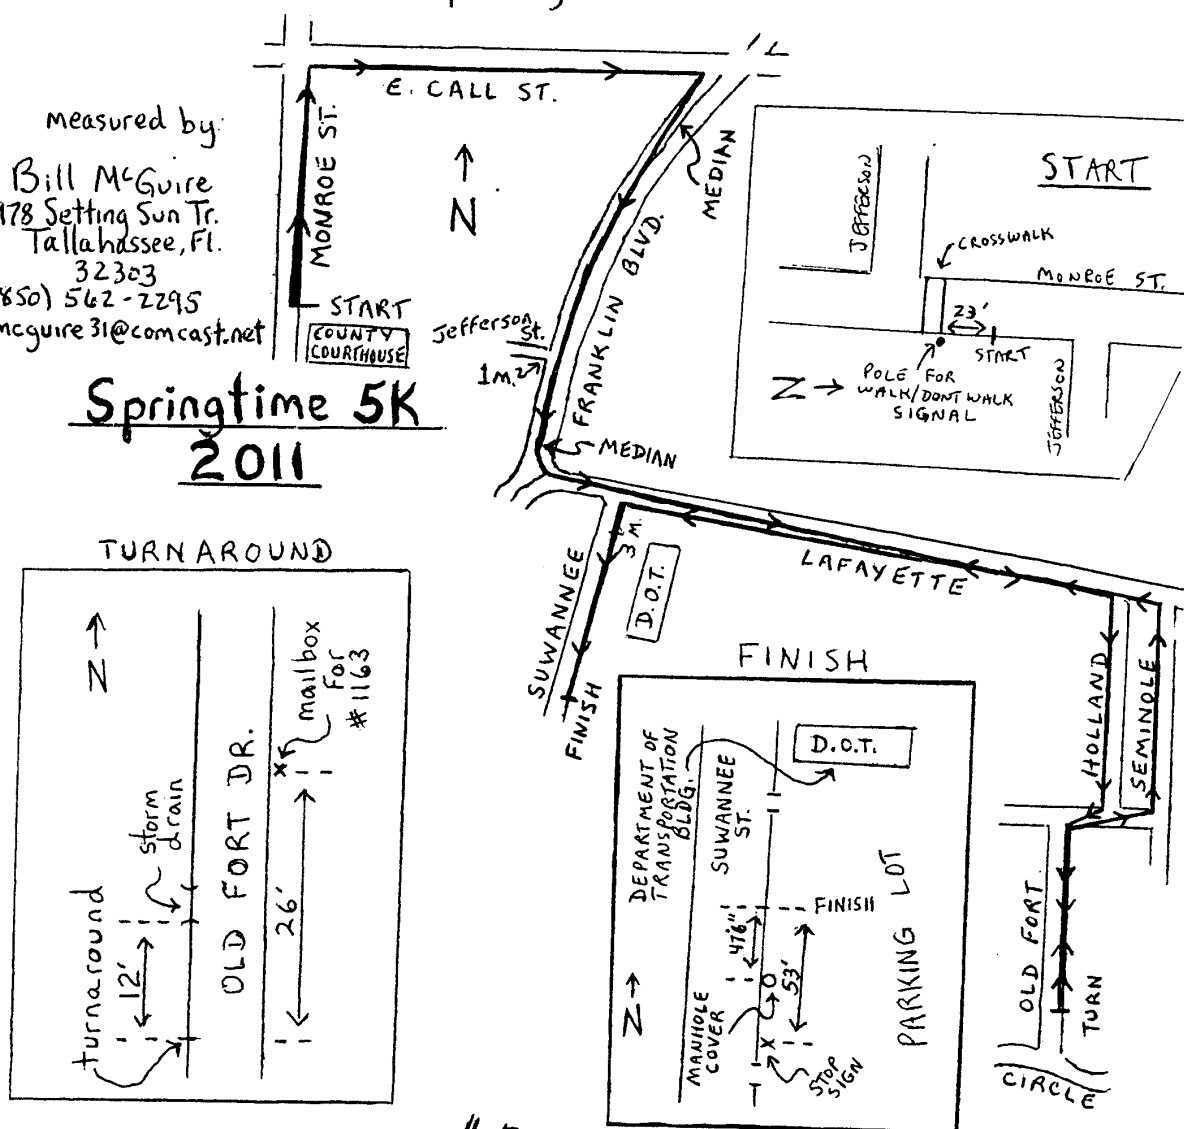 E. CALL ST.
MONROE ST.
N
measured by:
Bill McGuire
178 Setting Sun Tr.
Tallahassee, Fl.
32303
850) 562-2295
mcguire31@comcast.net
START
COUNTY
COURTHOUSE
Springtime 5K
2011
MEDIAN
FRANKLIN BLVD.
Jefferson
St.
1m.
MEDIAN
START
JEFFERSON
CROSSWALK
MONROE ST.
23'
START
POLE FOR
WALK/DONT WALK
SIGNAL
N
JEFFERSON
LAFAYETTE
SUWANNEE
3 M.
D.O.T.
FINISH
HOLLAND
SEMINOLE
OLD FORT
TURN
CIRCLE
TURNAROUND
N
mailbox
For
#1163
storm
drain
OLD FORT DR.
turnaround
12'
26'
FINISH
DEPARTMENT OF
TRANSPORTATION
BLDG.
SUWANNEE
ST.
D.O.T.
FINISH
47'6"
53'
N
MANHOLE
COVER
STOP
SIGN
PARKING LOT